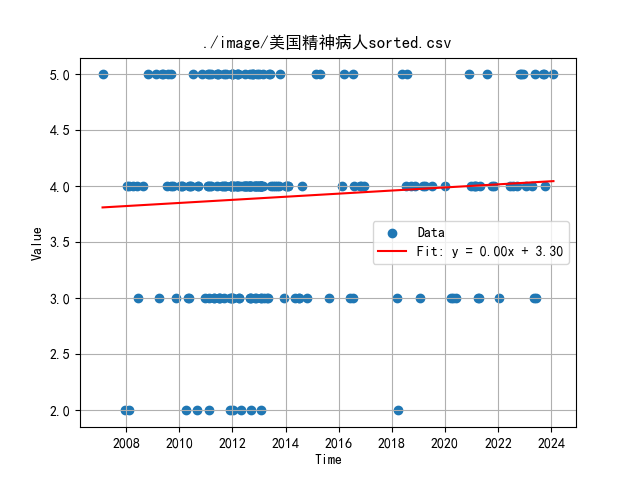 ./image/美国精神病人sorted.csv
5.0
4.5
4.0
3.5
3.0
2.5
2.0
Value
Data
Fit: y = 0.00x + 3.30
2008 2010 2012 2014 2016 2018 2020 2022 2024
Time